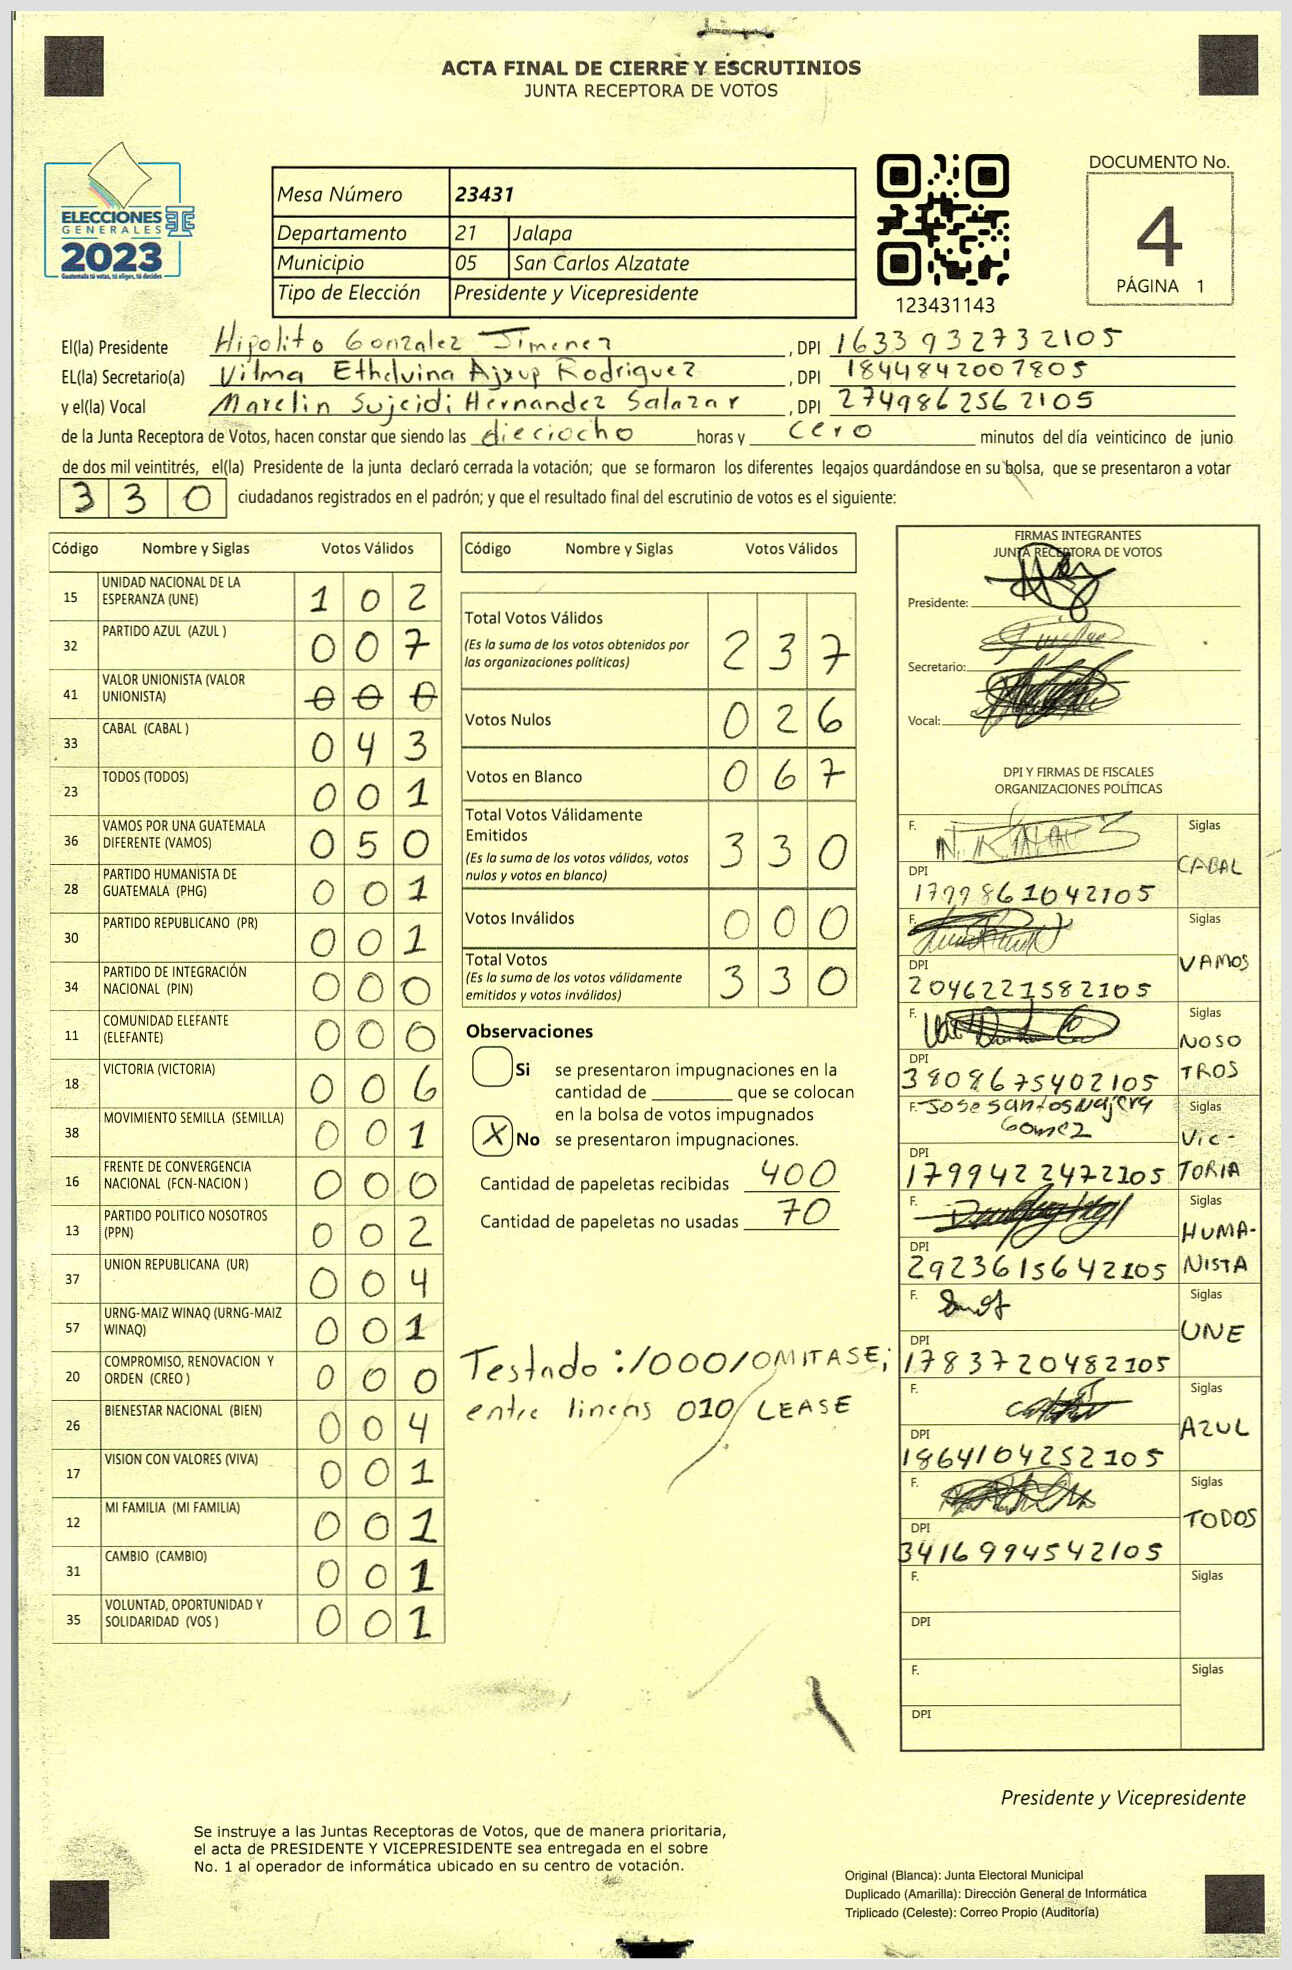 ACTA FINAL DE CIERRE Y ESCRUTINIOS
JUNTA RECEPTORA DE VOTOS
ELECCIONES
GENERALES
2023
Guatemala tú votas, tú eliges, tú decides
Mesa Número 23431
Departamento 21 Jalapa
Municipio 05 San Carlos Alzatate
Tipo de Elección Presidente y Vicepresidente
123431143
DOCUMENTO No.
4
PÁGINA 1
El(la) Presidente Hipolito Gonzalez Jimenez, DPI 1633932732105
EL(la) Secretario(a) Vilma Ethelvina Ajxup Rodriguez, DPI 1844842007805
y el(la) Vocal Marelin Sujeidi Hernandez Salazar, DPI 2749862562105
de la Junta Receptora de Votos, hacen constar que siendo las dieciocho horas y cero minutos del día veinticinco de junio
de dos mil veintitrés, el(la) Presidente de la junta declaró cerrada la votación; que se formaron los diferentes legajos guardándose en su bolsa, que se presentaron a votar
330 ciudadanos registrados en el padrón; y que el resultado final del escrutinio de votos es el siguiente:
Código Nombre y Siglas Votos Válidos
15 UNIDAD NACIONAL DE LA ESPERANZA (UNE) 1 0 2
32 PARTIDO AZUL (AZUL ) 0 0 7
41 VALOR UNIONISTA (VALOR UNIONISTA) 0 0 0
33 CABAL (CABAL ) 0 4 3
23 TODOS (TODOS) 0 0 1
36 VAMOS POR UNA GUATEMALA DIFERENTE (VAMOS) 0 5 0
28 PARTIDO HUMANISTA DE GUATEMALA (PHG) 0 0 1
30 PARTIDO REPUBLICANO (PR) 0 0 1
34 PARTIDO DE INTEGRACIÓN NACIONAL (PIN) 0 0 0
11 COMUNIDAD ELEFANTE (ELEFANTE) 0 0 0
18 VICTORIA (VICTORIA) 0 0 6
38 MOVIMIENTO SEMILLA (SEMILLA) 0 0 1
16 FRENTE DE CONVERGENCIA NACIONAL (FCN-NACION ) 0 0 0
13 PARTIDO POLITICO NOSOTROS (PPN) 0 0 2
37 UNION REPUBLICANA (UR) 0 0 4
57 URNG-MAIZ WINAQ (URNG-MAIZ WINAQ) 0 0 1
20 COMPROMISO, RENOVACION Y ORDEN (CREO ) 0 0 0
26 BIENESTAR NACIONAL (BIEN) 0 0 4
17 VISION CON VALORES (VIVA) 0 0 1
12 MI FAMILIA (MI FAMILIA) 0 0 1
31 CAMBIO (CAMBIO) 0 0 1
35 VOLUNTAD, OPORTUNIDAD Y SOLIDARIDAD (VOS ) 0 0 1
Código Nombre y Siglas Votos Válidos
Total Votos Válidos 2 3 7
(Es la suma de los votos obtenidos por
las organizaciones políticas)
Votos Nulos 0 2 6
Votos en Blanco 0 6 7
Total Votos Válidamente
Emitidos 3 3 0
(Es la suma de los votos válidos, votos
nulos y votos en blanco)
Votos Inválidos 0 0 0
Total Votos 3 3 0
(Es la suma de los votos válidamente
emitidos y votos inválidos)
Observaciones
Si se presentaron impugnaciones en la
cantidad de ________ que se colocan
en la bolsa de votos impugnados
X No se presentaron impugnaciones.
Cantidad de papeletas recibidas 400
Cantidad de papeletas no usadas 70
Testado :/000/OMITASE;
entre lineas 010/ LEASE
FIRMAS INTEGRANTES
JUNTA RECEPTORA DE VOTOS
Presidente:
Secretario:
Vocal:
DPI Y FIRMAS DE FISCALES
ORGANIZACIONES POLÍTICAS
F. Siglas
CABAL
DPI
1799861042105
F. Siglas
VAMOS
DPI
2046221582105
F. Siglas
NOSO
TROS
DPI
3808675402105
F. Jose Santos Najera Siglas
Gomez
Vic-
TORIA
DPI
1799422472105
F. Siglas
HUMA-
NISTA
DPI
2923615642105
F. Siglas
UNE
DPI
1783720482105
F. Siglas
AZUL
DPI
1864104252105
F. Siglas
TODOS
DPI
3416994542105
F. Siglas
DPI
F. Siglas
DPI
Presidente y Vicepresidente
Se instruye a las Juntas Receptoras de Votos, que de manera prioritaria,
el acta de PRESIDENTE Y VICEPRESIDENTE sea entregada en el sobre
No. 1 al operador de informática ubicado en su centro de votación.
Original (Blanca): Junta Electoral Municipal
Duplicado (Amarilla): Dirección General de Informática
Triplicado (Celeste): Correo Propio (Auditoría)